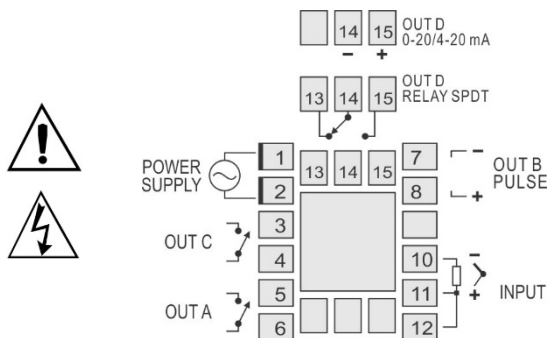 14 15 OUT D
0-20/4-20 mA
− +
13 14 15 OUT D
RELAY SPDT
1 13 14 15 7 −
POWER
SUPPLY
2 8 +
OUT B
PULSE
3
OUT C
4 10 −
5 11 +
INPUT
OUT A
6 12